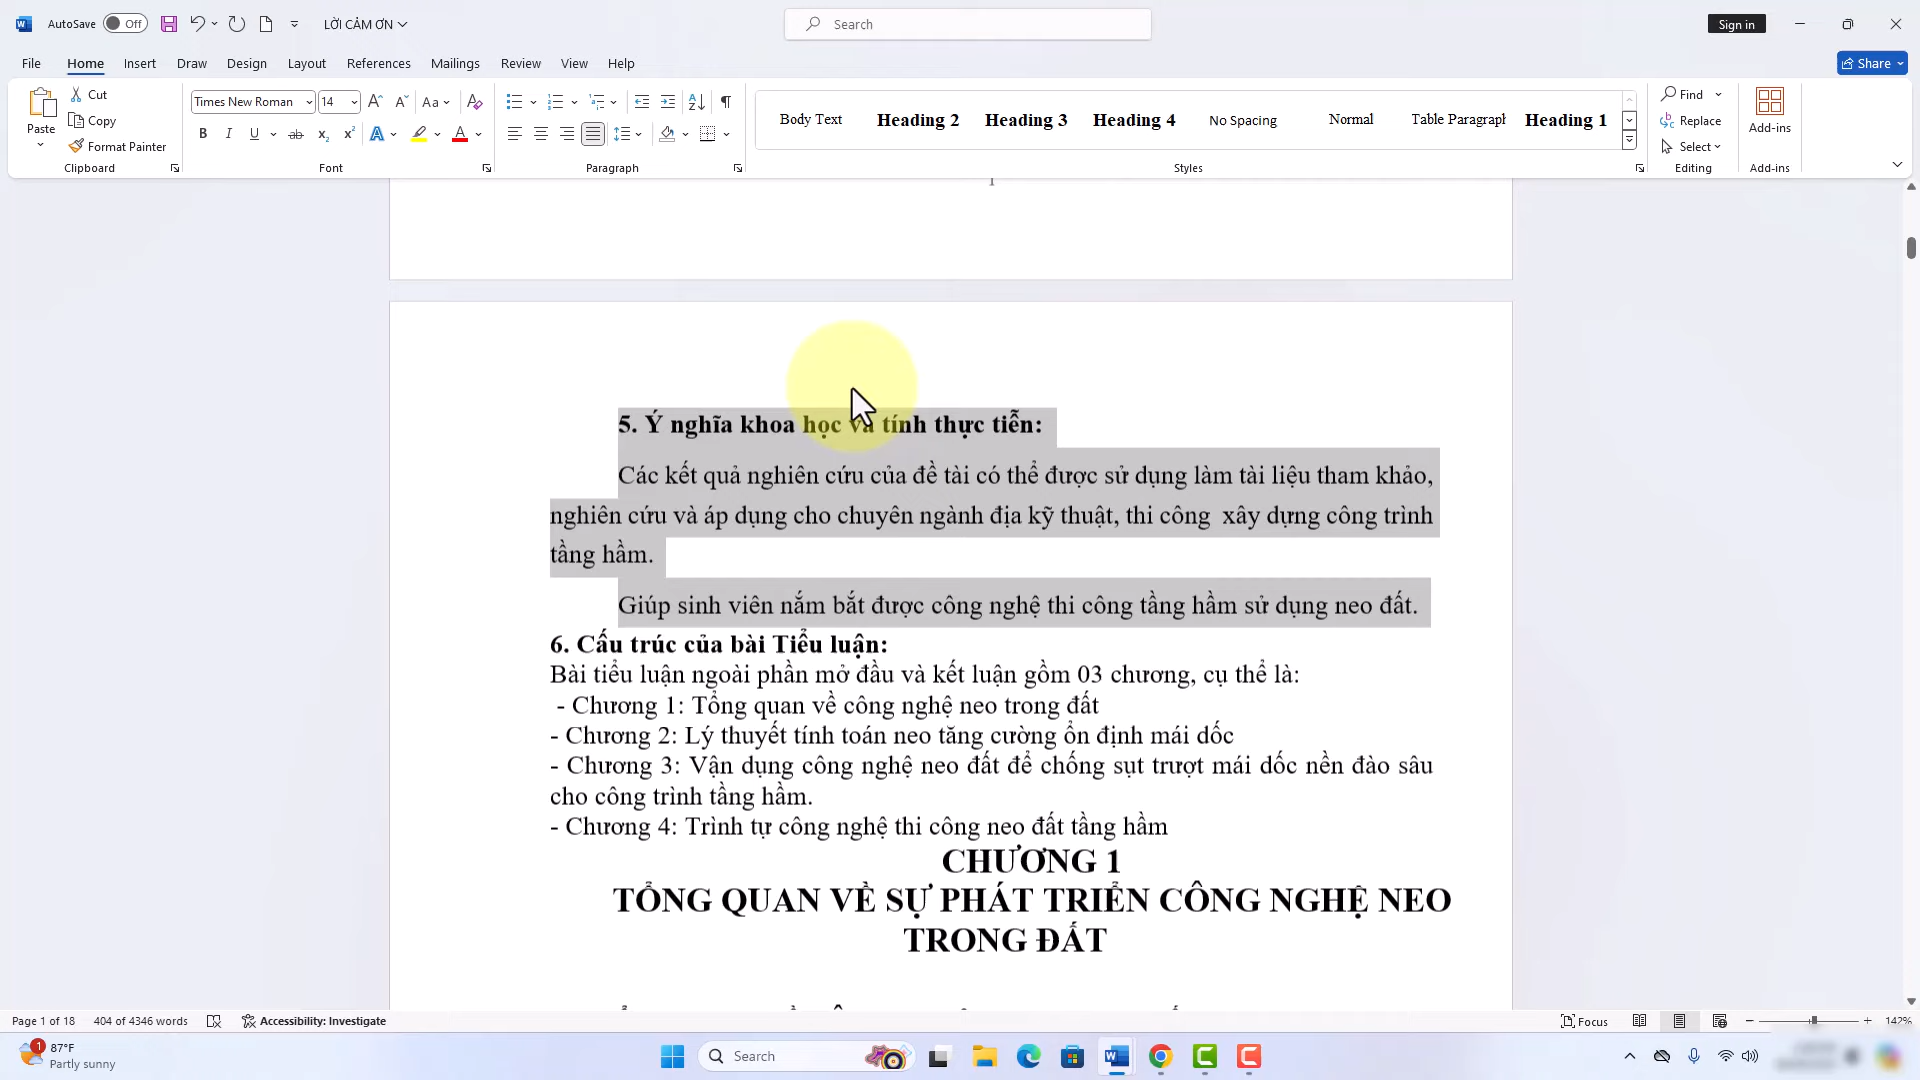 AutoSave Off LỜI CẢM ƠN Search Sign in
File Home Insert Draw Design Layout References Mailings Review View Help Share
Paste Cut Copy Format Painter Clipboard
Times New Roman 14 Aa B I U ab x₂ x² A A Font
Paragraph
Body Text Heading 2 Heading 3 Heading 4 No Spacing Normal Table Paragraph Heading 1 Styles
Find Replace Select Editing
Add-ins Add-ins
5. Ý nghĩa khoa học và tính thực tiễn:
Các kết quả nghiên cứu của đề tài có thể được sử dụng làm tài liệu tham khảo,
nghiên cứu và áp dụng cho chuyên ngành địa kỹ thuật, thi công xây dựng công trình
tầng hầm.
Giúp sinh viên nắm bắt được công nghệ thi công tầng hầm sử dụng neo đất.
6. Cấu trúc của bài Tiểu luận:
Bài tiểu luận ngoài phần mở đầu và kết luận gồm 03 chương, cụ thể là:
- Chương 1: Tổng quan về công nghệ neo trong đất
- Chương 2: Lý thuyết tính toán neo tăng cường ổn định mái dốc
- Chương 3: Vận dụng công nghệ neo đất để chống sụt trượt mái dốc nền đào sâu
cho công trình tầng hầm.
- Chương 4: Trình tự công nghệ thi công neo đất tầng hầm
CHƯƠNG 1
TỔNG QUAN VỀ SỰ PHÁT TRIỂN CÔNG NGHỆ NEO
TRONG ĐẤT
Page 1 of 18 404 of 4346 words Accessibility: Investigate Focus 142%
1 87°F
Partly sunny
Search